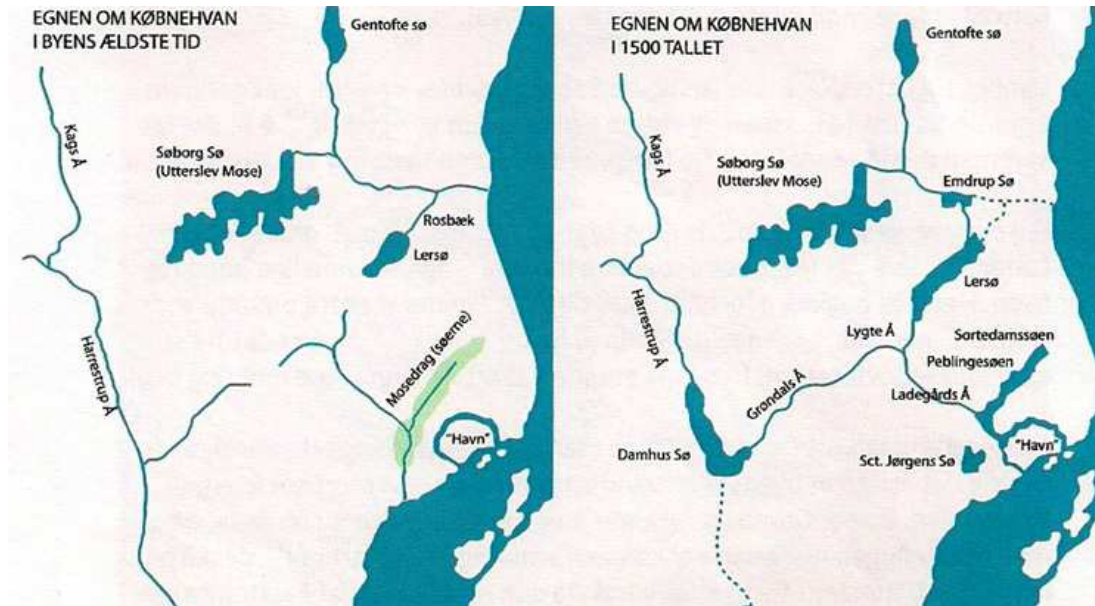 EGNEN OM KØBNEHVAN
I BYENS ÆLDSTE TID
Gentofte sø
Kags Å
Søborg Sø
(Utterslev Mose)
Rosbæk
Lersø
Harrestrup Å
Mosedrag (søerne)
"Havn"
EGNEN OM KØBNEHVAN
I 1500 TALLET
Gentofte sø
Kags Å
Søborg Sø
(Utterslev Mose)
Emdrup Sø
Lersø
Harrestrup Å
Lygte Å
Sortedamssøen
Peblingesøen
Grøndals Å
Ladegårds Å
"Havn"
Damhus Sø
Sct. Jørgens Sø